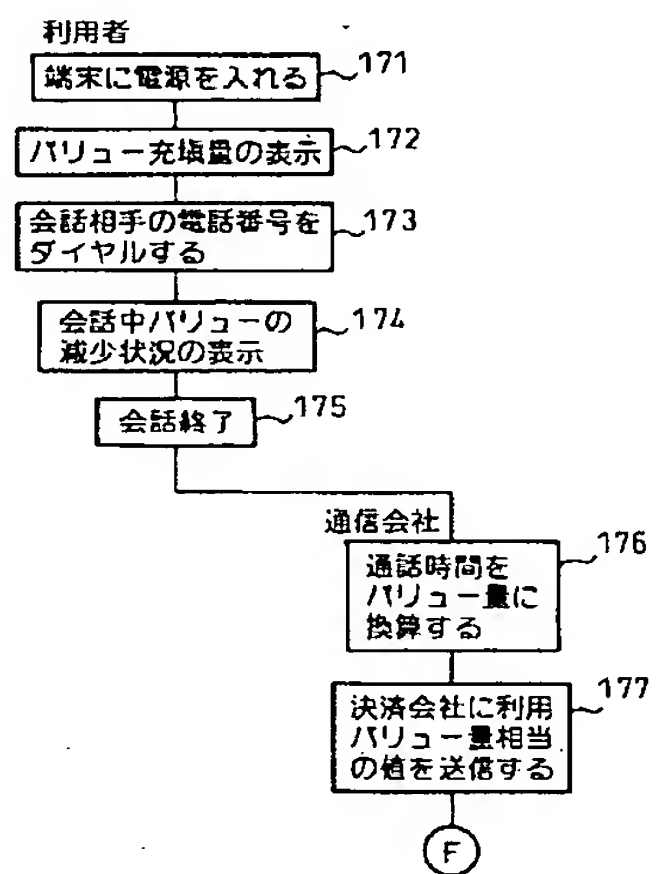 利用者
端末に電源を入れる
171
バリュー充塡量の表示
172
会話相手の電話番号を
ダイヤルする
173
会話中バリューの
減少状況の表示
174
会話終了
175
通信会社
通話時間を
バリュー量に
換算する
176
決済会社に利用
バリュー量相当
の値を送信する
177
F